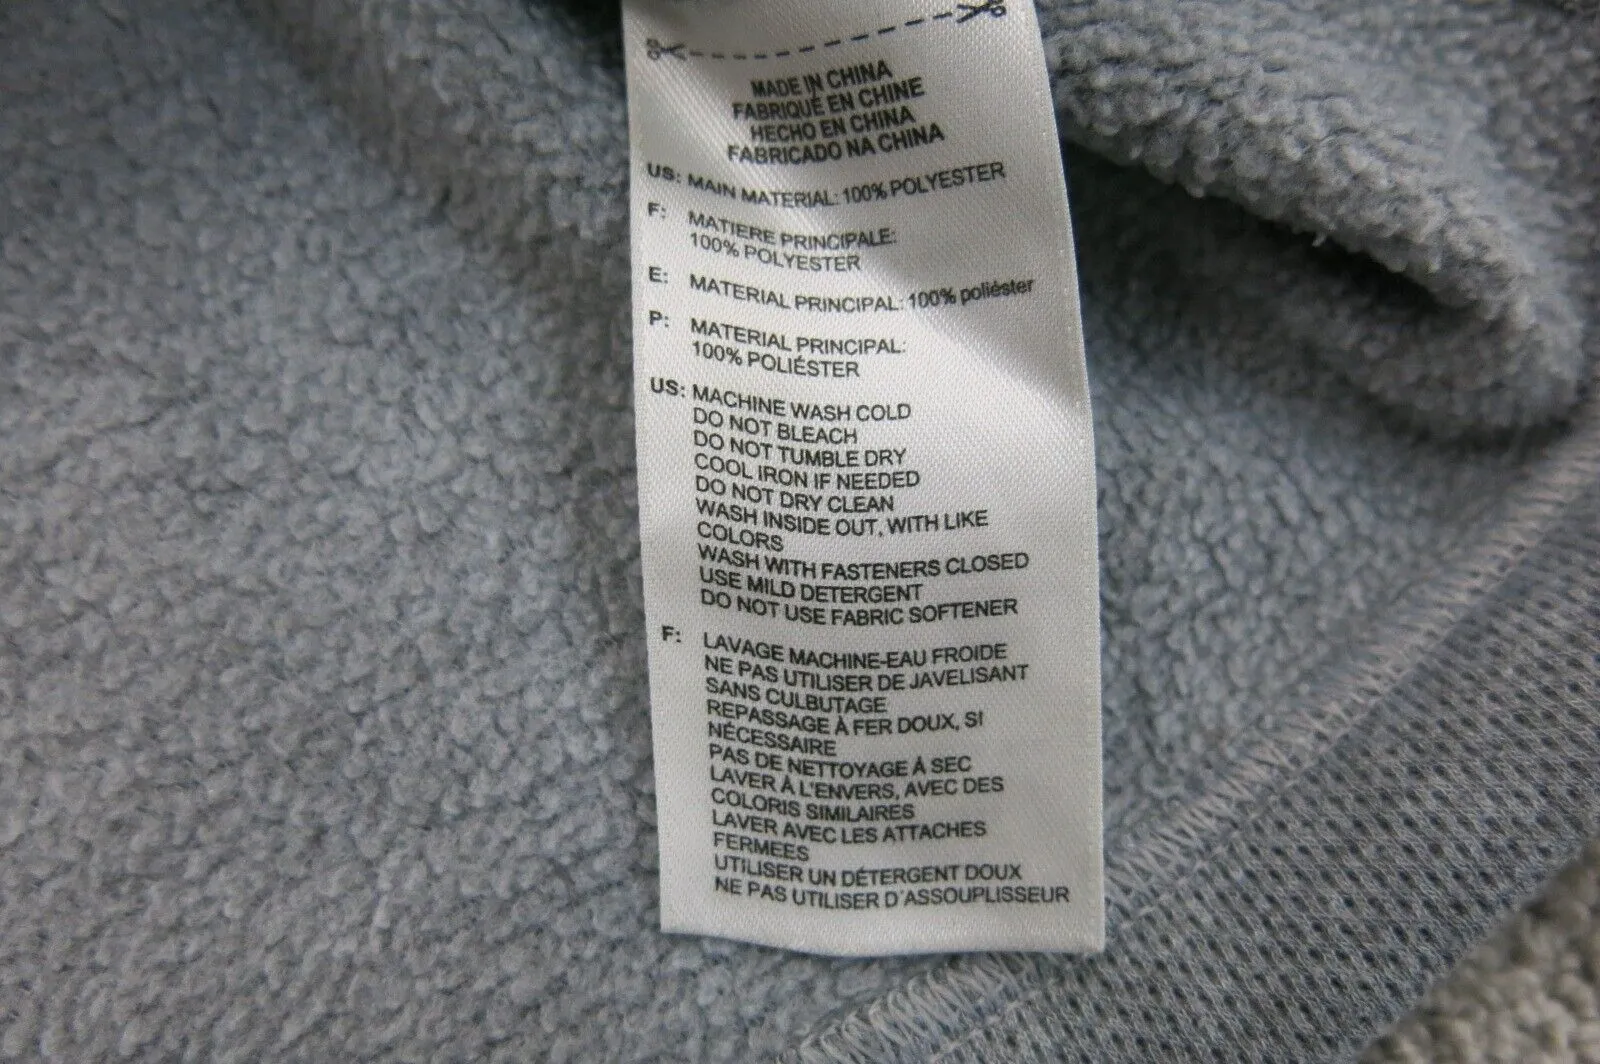 MADE IN CHINA
FABRIQUÉ EN CHINE
HECHO EN CHINA
FABRICADO NA CHINA
US: MAIN MATERIAL: 100% POLYESTER
F: MATIERE PRINCIPALE:
100% POLYESTER
E: MATERIAL PRINCIPAL: 100% poliéster
P: MATERIAL PRINCIPAL:
100% POLIÉSTER
US: MACHINE WASH COLD
DO NOT BLEACH
DO NOT TUMBLE DRY
COOL IRON IF NEEDED
DO NOT DRY CLEAN
WASH INSIDE OUT, WITH LIKE
COLORS
WASH WITH FASTENERS CLOSED
USE MILD DETERGENT
DO NOT USE FABRIC SOFTENER
F: LAVAGE MACHINE-EAU FROIDE
NE PAS UTILISER DE JAVELISANT
SANS CULBUTAGE
REPASSAGE À FER DOUX, SI
NÉCESSAIRE
PAS DE NETTOYAGE À SEC
LAVER À L'ENVERS, AVEC DES
COLORIS SIMILAIRES
LAVER AVEC LES ATTACHES
FERMEES
UTILISER UN DÉTERGENT DOUX
NE PAS UTILISER D'ASSOUPLISSEUR